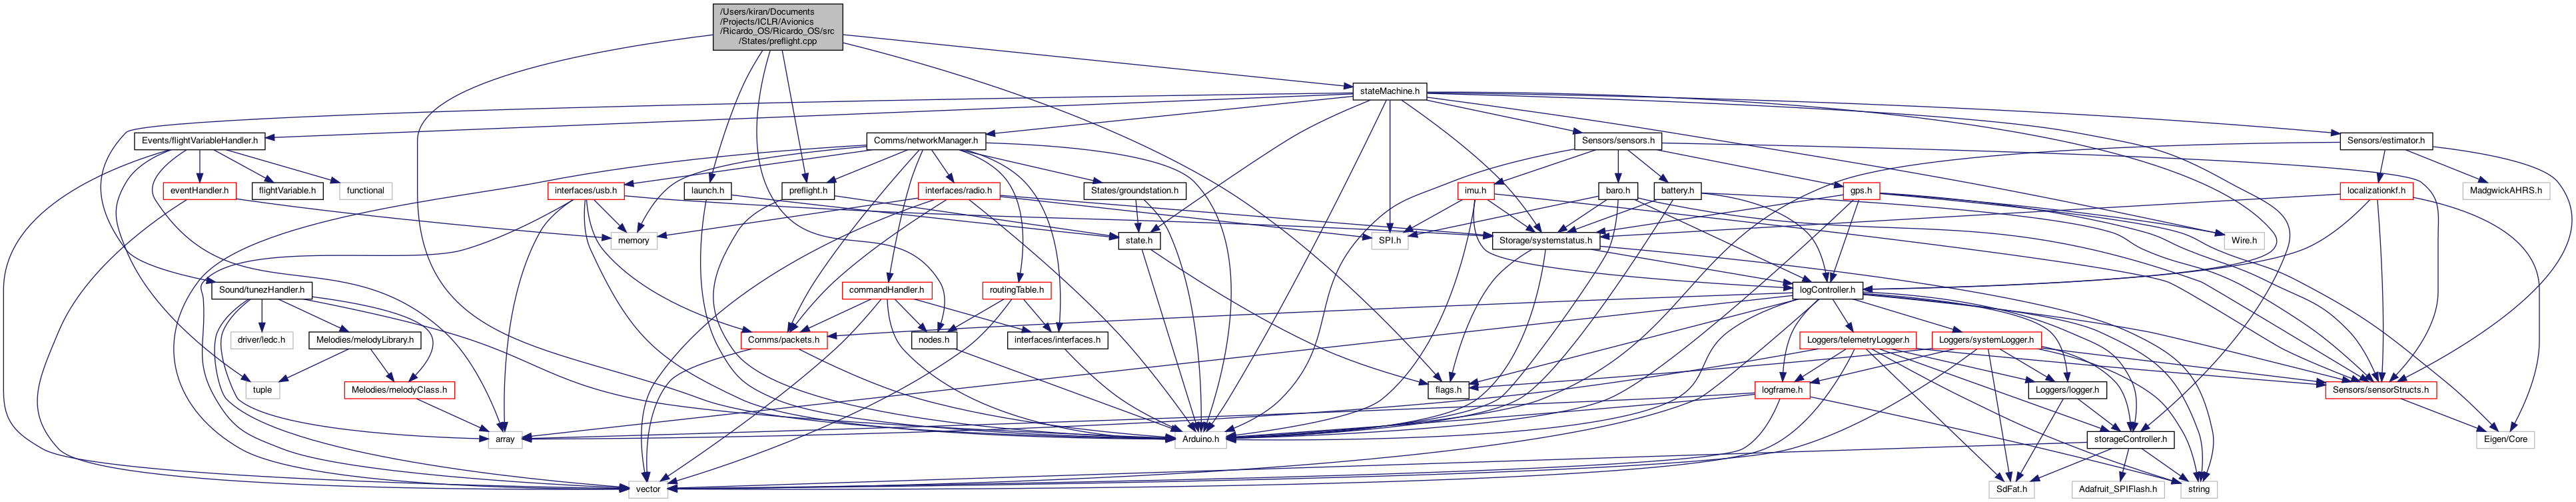 /Users/kiran/Documents
/Projects/ICLR/Avionics
/Ricardo_OS/Ricardo_OS/src
/States/preflight.cpp
stateMachine.h
Events/flightVariableHandler.h
Comms/networkManager.h
Sensors/sensors.h
Sensors/estimator.h
eventHandler.h
flightVariable.h
functional
interfaces/usb.h
launch.h
preflight.h
interfaces/radio.h
States/groundstation.h
imu.h
baro.h
battery.h
gps.h
localizationkf.h
MadgwickAHRS.h
memory
state.h
SPI.h
Storage/systemstatus.h
Wire.h
Sound/tunezHandler.h
commandHandler.h
routingTable.h
logController.h
driver/ledc.h
Melodies/melodyLibrary.h
Comms/packets.h
nodes.h
interfaces/interfaces.h
Loggers/telemetryLogger.h
Loggers/systemLogger.h
tuple
Melodies/melodyClass.h
flags.h
logframe.h
Loggers/logger.h
Sensors/sensorStructs.h
array
Arduino.h
storageController.h
Eigen/Core
vector
SdFat.h
Adafruit_SPIFlash.h
string